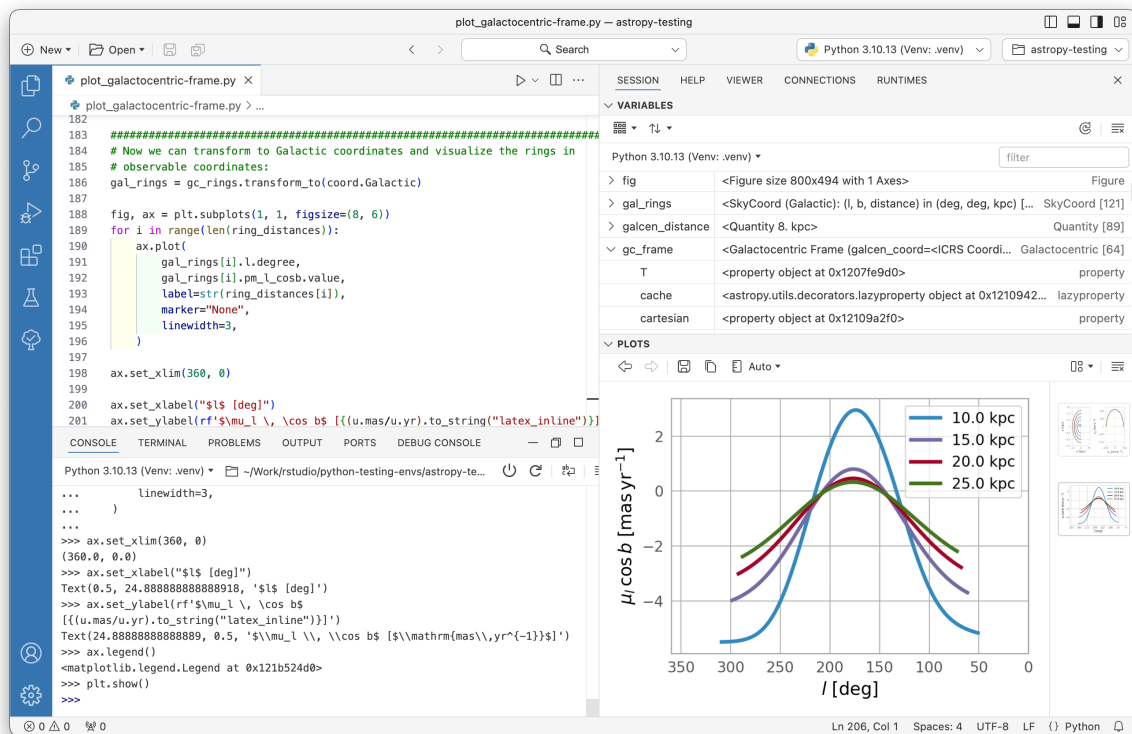 plot_galactocentric-frame.py — astropy-testing
New Open Search Python 3.10.13 (Venv: .venv) astropy-testing
plot_galactocentric-frame.py
plot_galactocentric-frame.py > ...
182
183 ##########################################################################
184 # Now we can transform to Galactic coordinates and visualize the rings in
185 # observable coordinates:
186 gal_rings = gc_rings.transform_to(coord.Galactic)
187
188 fig, ax = plt.subplots(1, 1, figsize=(8, 6))
189 for i in range(len(ring_distances)):
190     ax.plot(
191         gal_rings[i].l.degree,
192         gal_rings[i].pm_l_cosb.value,
193         label=str(ring_distances[i]),
194         marker="None",
195         linewidth=3,
196     )
197
198 ax.set_xlim(360, 0)
199
200 ax.set_xlabel("$l$ [deg]")
201 ax.set_ylabel(rf'$\mu_l \, \cos b$ [{(u.mas/u.yr).to_string("latex_inline")}]
CONSOLE TERMINAL PROBLEMS OUTPUT PORTS DEBUG CONSOLE
Python 3.10.13 (Venv: .venv) ~/Work/rstudio/python-testing-envs/astropy-te...
...         linewidth=3,
...     )
...
>>> ax.set_xlim(360, 0)
(360.0, 0.0)
>>> ax.set_xlabel("$l$ [deg]")
Text(0.5, 24.888888888888918, '$l$ [deg]')
>>> ax.set_ylabel(rf'$\mu_l \, \cos b$
[{(u.mas/u.yr).to_string("latex_inline")}]')
Text(24.88888888888889, 0.5, '$\\mu_l \\, \\cos b$ [$\\mathrm{mas\\,yr^{-1}}$]')
>>> ax.legend()
<matplotlib.legend.Legend at 0x121b524d0>
>>> plt.show()
>>>
SESSION HELP VIEWER CONNECTIONS RUNTIMES
VARIABLES
Python 3.10.13 (Venv: .venv) filter
fig <Figure size 800x494 with 1 Axes> Figure
gal_rings <SkyCoord (Galactic): (l, b, distance) in (deg, deg, kpc) [... SkyCoord [121]
galcen_distance <Quantity 8. kpc> Quantity [89]
gc_frame <Galactocentric Frame (galcen_coord=<ICRS Coordi... Galactocentric [64]
T <property object at 0x1207fe9d0> property
cache <astropy.utils.decorators.lazyproperty object at 0x1210942... lazyproperty
cartesian <property object at 0x12109a2f0> property
PLOTS
Auto
10.0 kpc
15.0 kpc
20.0 kpc
25.0 kpc
2
0
−2
−4
μl cos b [mas yr−1]
350 300 250 200 150 100 50 0
l [deg]
0 0 0 Ln 206, Col 1 Spaces: 4 UTF-8 LF {} Python